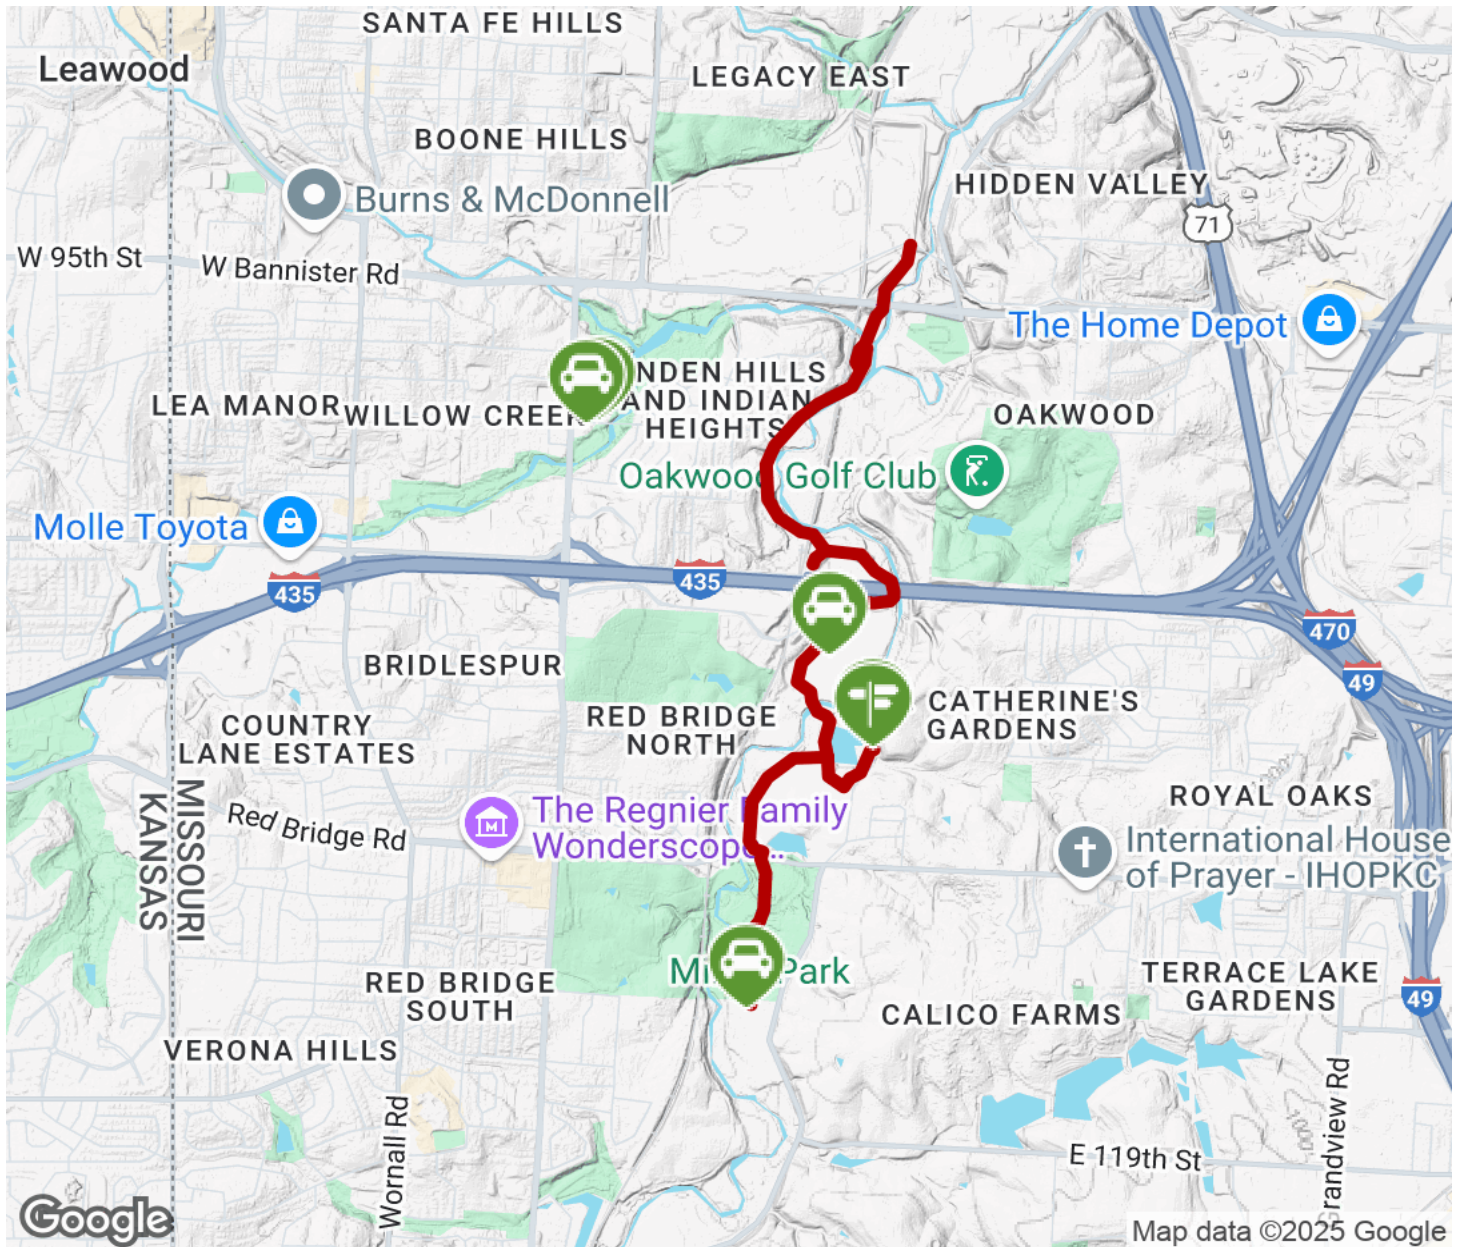 SANTA FE HILLS
Leawood
LEGACY EAST
BOONE HILLS
HIDDEN VALLEY
Burns & McDonnell
71
W 95th St
W Bannister Rd
The Home Depot
NDEN HILLS
AND INDIAN
HEIGHTS
LEA MANOR
WILLOW CREEK
OAKWOOD
Oakwood Golf Club
Molle Toyota
435
435
470
BRIDLESPUR
49
CATHERINE'S
GARDENS
RED BRIDGE
NORTH
COUNTRY
LANE ESTATES
MISSOURI
KANSAS
ROYAL OAKS
Red Bridge Rd
The Regnier Family
Wonderscope...
International House
of Prayer - IHOPKC
Park
RED BRIDGE
SOUTH
TERRACE LAKE
GARDENS
49
CALICO FARMS
VERONA HILLS
Wornall Rd
randview Rd
E 119th St
Google
Map data ©2025 Google